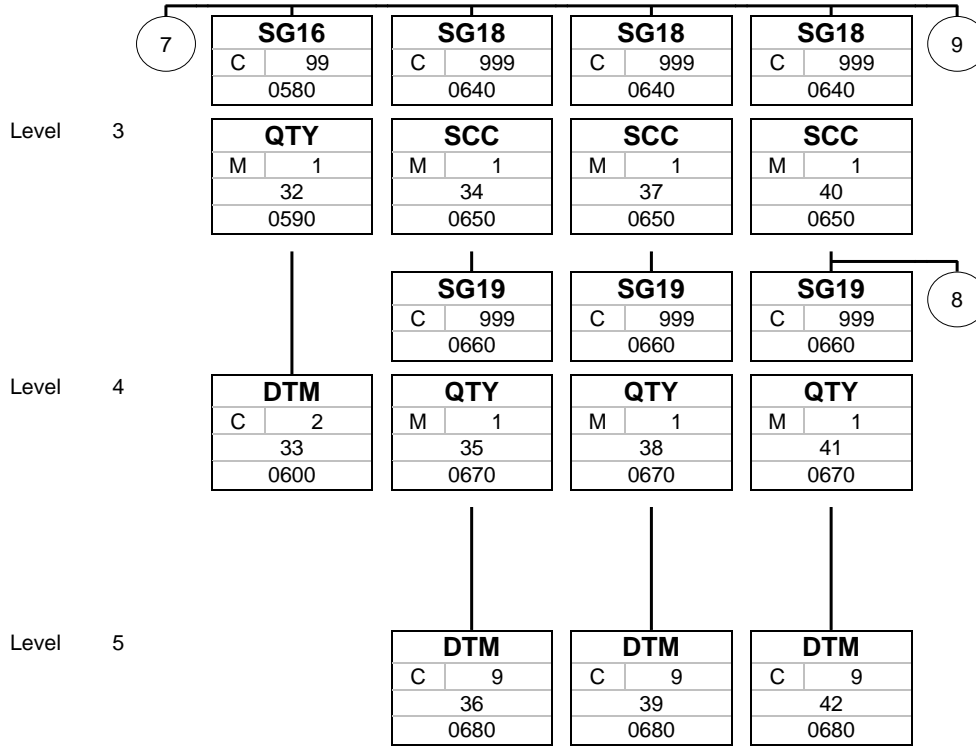 7
SG16
SG18
SG18
SG18
9
C 99
C 999
C 999
C 999
0580
0640
0640
0640
Level 3
QTY
SCC
SCC
SCC
M 1
M 1
M 1
M 1
32
34
37
40
0590
0650
0650
0650
SG19
SG19
SG19
8
C 999
C 999
C 999
0660
0660
0660
Level 4
DTM
QTY
QTY
QTY
C 2
M 1
M 1
M 1
33
35
38
41
0600
0670
0670
0670
Level 5
DTM
DTM
DTM
C 9
C 9
C 9
36
39
42
0680
0680
0680